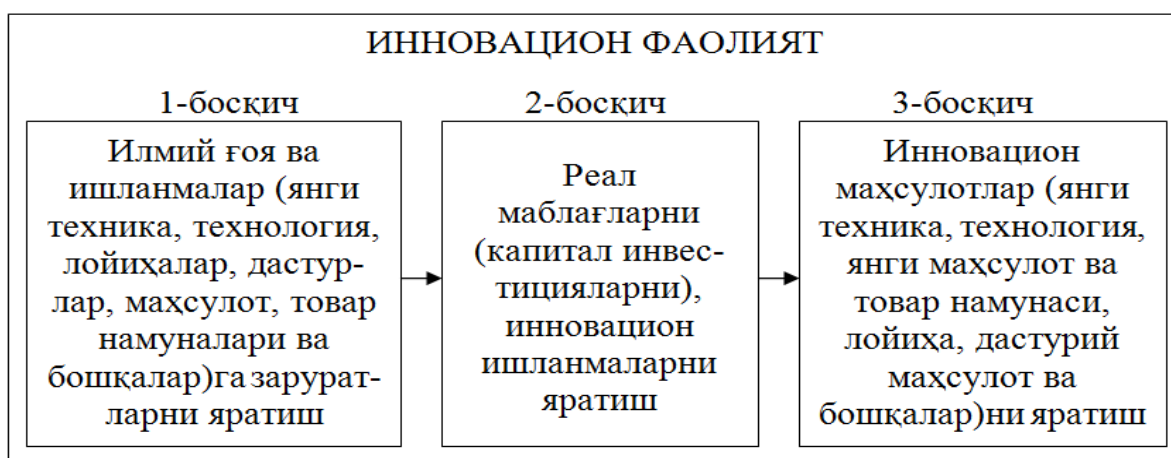 ИННОВАЦИОН ФАОЛИЯТ
1-босқич
Илмий ғоя ва
ишланмалар (янги
техника, технология,
лойиҳалар, дастур-
лар, маҳсулот, товар
намуналари ва
бошқалар)га зарурат-
ларни яратиш
2-босқич
Реал
маблағларни
(капитал инвес-
тицияларни),
инновацион
ишланмаларни
яратиш
3-босқич
Инновацион
маҳсулотлар (янги
техника, технология,
янги маҳсулот ва
товар намунаси,
лойиҳа, дастурий
маҳсулот ва
бошқалар)ни яратиш